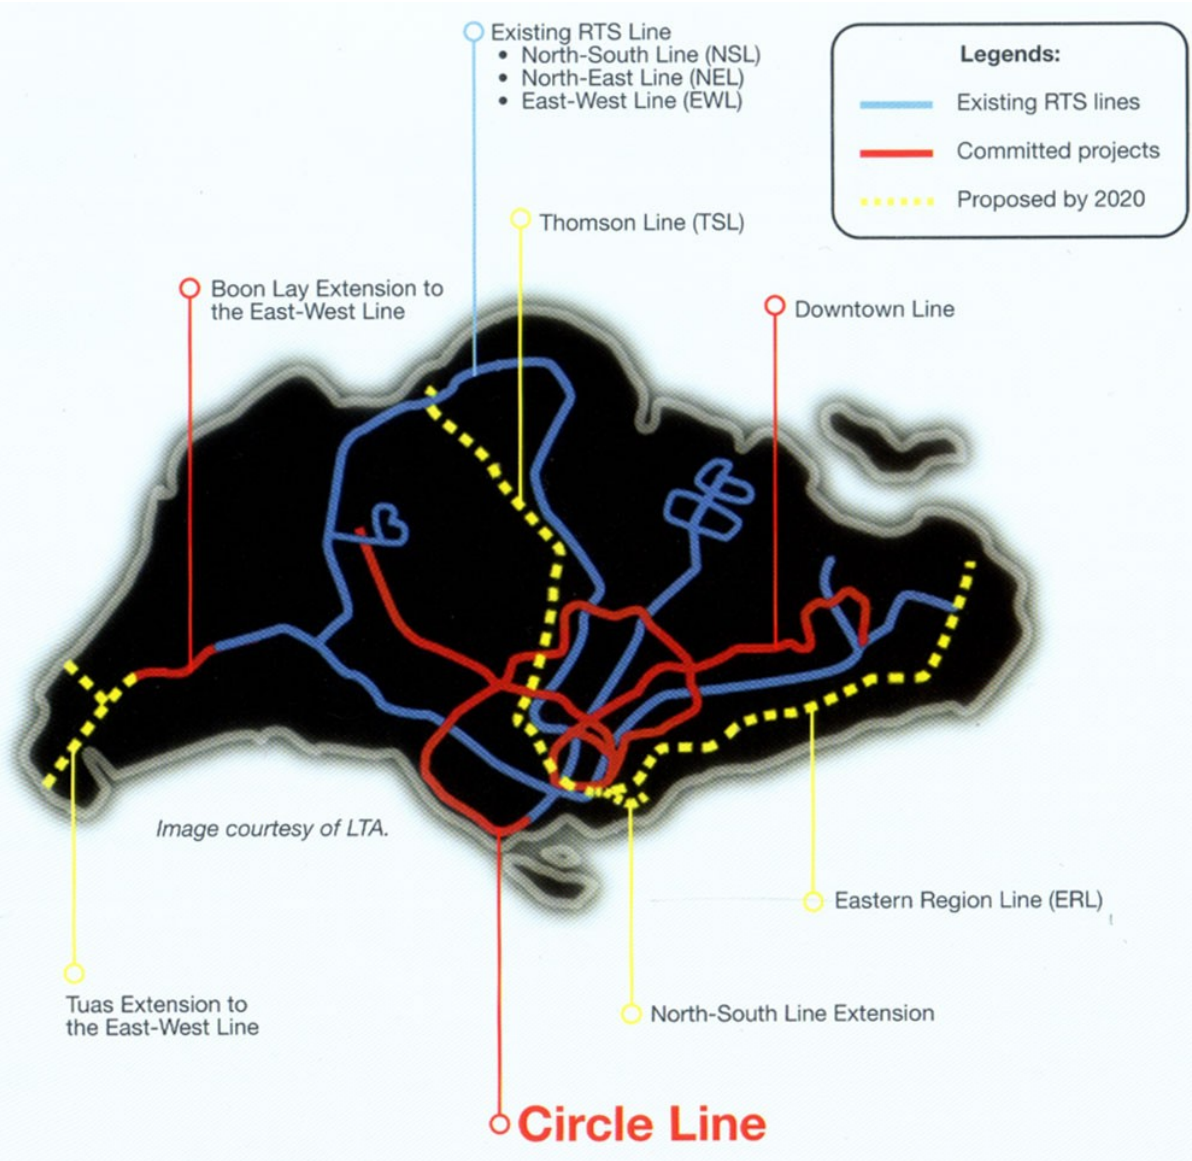 Existing RTS Line
• North-South Line (NSL)
• North-East Line (NEL)
• East-West Line (EWL)
Legends:
Existing RTS lines
Committed projects
Proposed by 2020
Thomson Line (TSL)
Boon Lay Extension to
the East-West Line
Downtown Line
Image courtesy of LTA.
Eastern Region Line (ERL)
Tuas Extension to
the East-West Line
North-South Line Extension
Circle Line